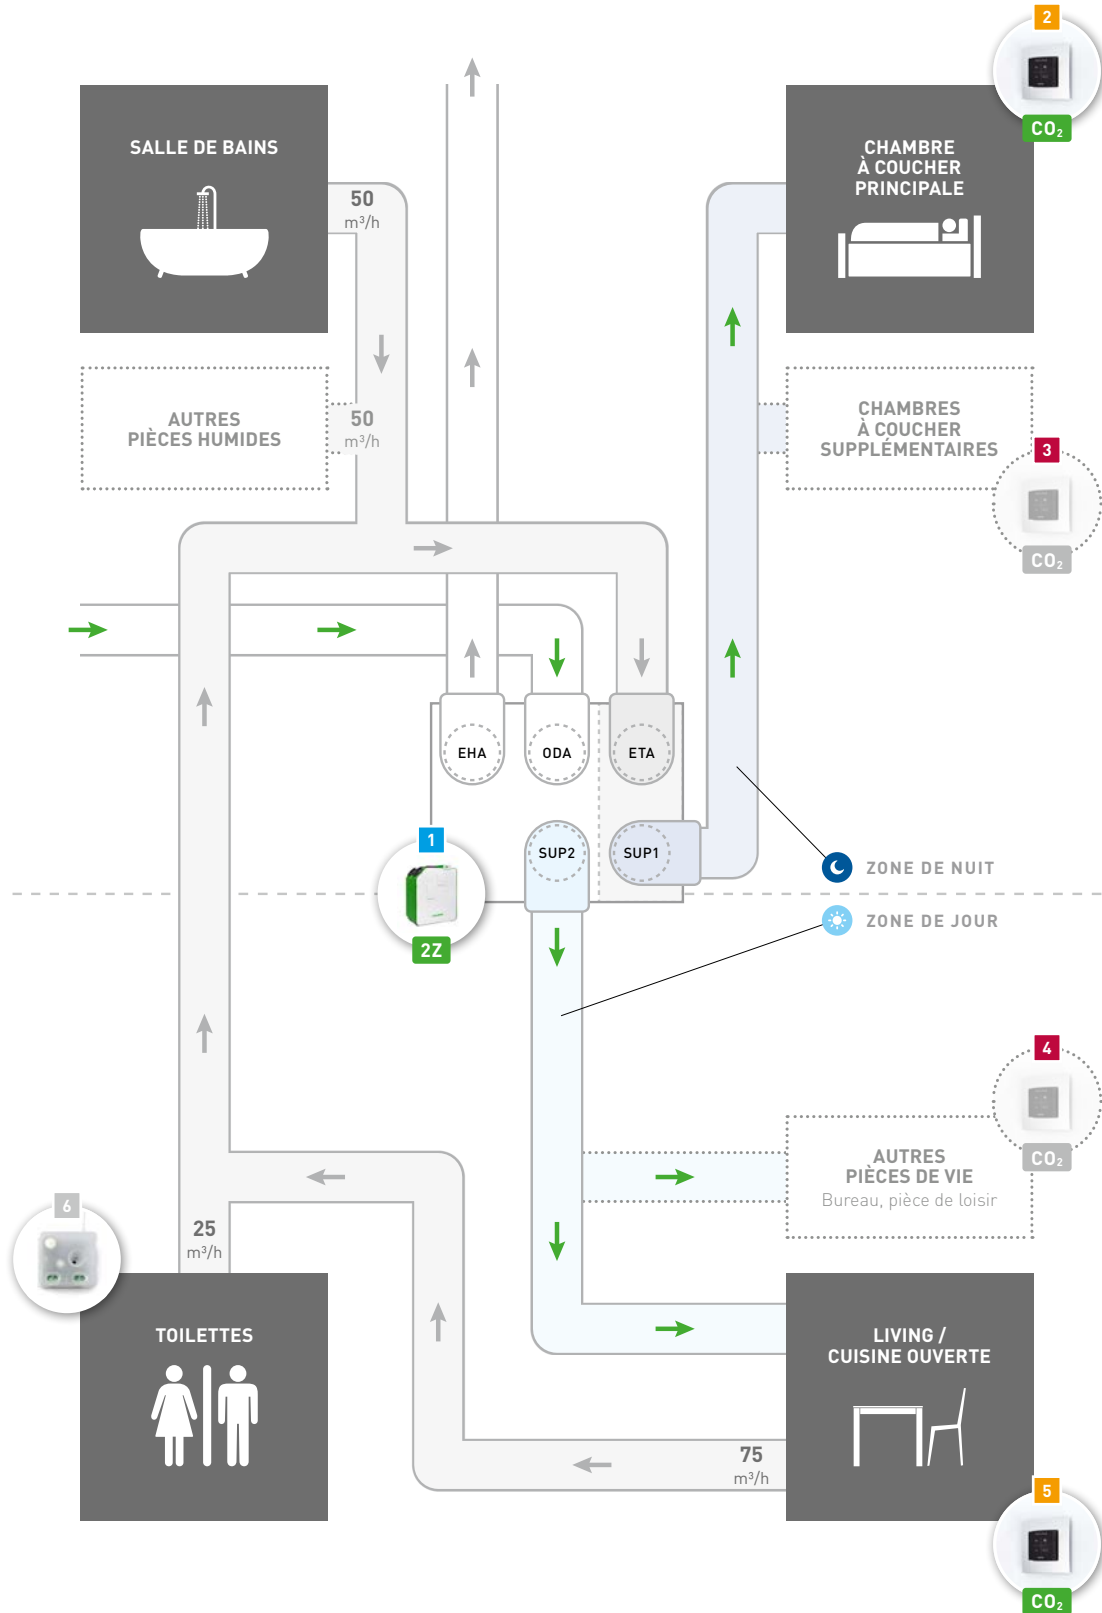 2
CO₂
SALLE DE BAINS
50
m³/h
CHAMBRE
À COUCHER
PRINCIPALE
AUTRES
PIÈCES HUMIDES
50
m³/h
CHAMBRES
À COUCHER
SUPPLÉMENTAIRES
3
CO₂
EHA
ODA
ETA
1
SUP2
SUP1
2Z
ZONE DE NUIT
ZONE DE JOUR
4
CO₂
AUTRES
PIÈCES DE VIE
Bureau, pièce de loisir
6
25
m³/h
TOILETTES
LIVING /
CUISINE OUVERTE
75
m³/h
5
CO₂